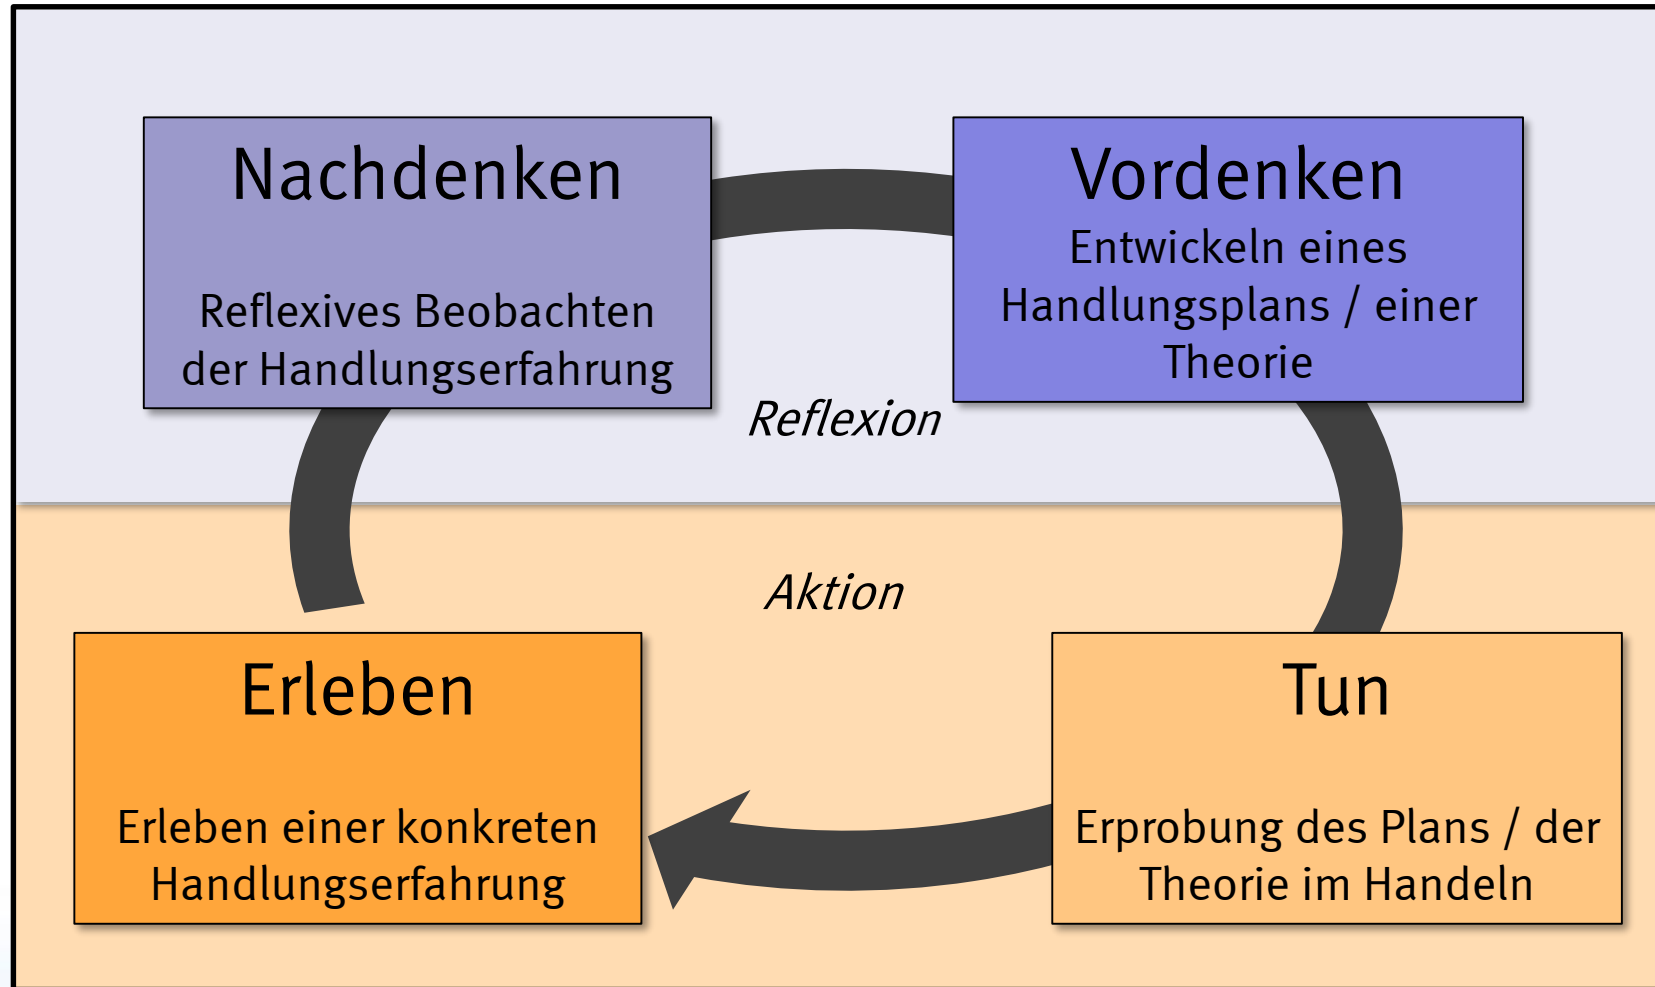 Nachdenken
Reflexives Beobachten
der Handlungserfahrung
Vordenken
Entwickeln eines
Handlungsplans / einer
Theorie
Reflexion
Aktion
Erleben
Erleben einer konkreten
Handlungserfahrung
Tun
Erprobung des Plans / der
Theorie im Handeln